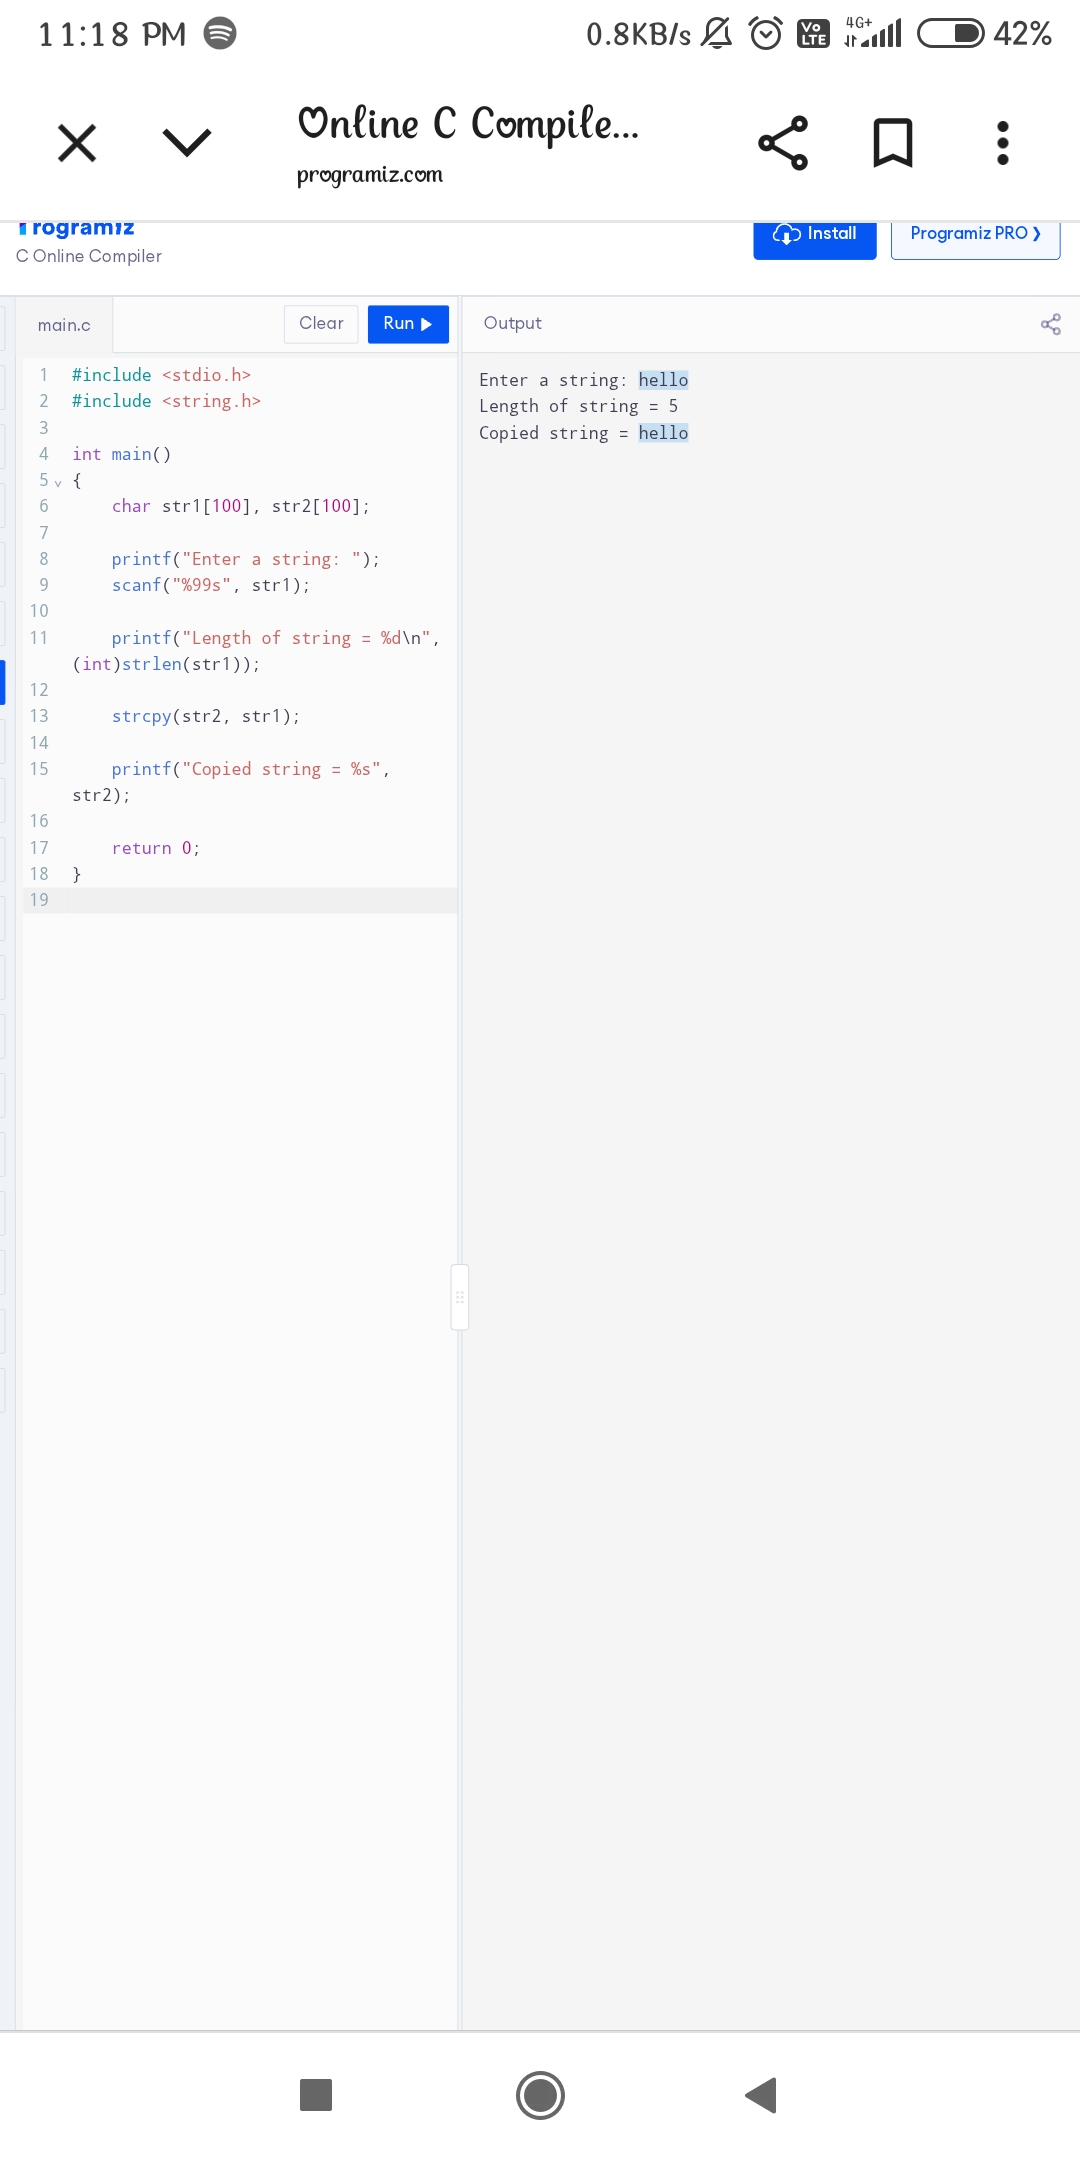 11:18 PM 0.8KB/s Vo LTE 4G+ 42%
Online C Compile...
programiz.com
Programiz
C Online Compiler
Install
Programiz PRO ❯
main.c
Clear
Run
Output
1 #include <stdio.h>
2 #include <string.h>
3
4 int main()
5 {
6     char str1[100], str2[100];
7
8     printf("Enter a string: ");
9     scanf("%99s", str1);
10
11     printf("Length of string = %d\n",
(int)strlen(str1));
12
13     strcpy(str2, str1);
14
15     printf("Copied string = %s",
str2);
16
17     return 0;
18 }
19
Enter a string: hello
Length of string = 5
Copied string = hello